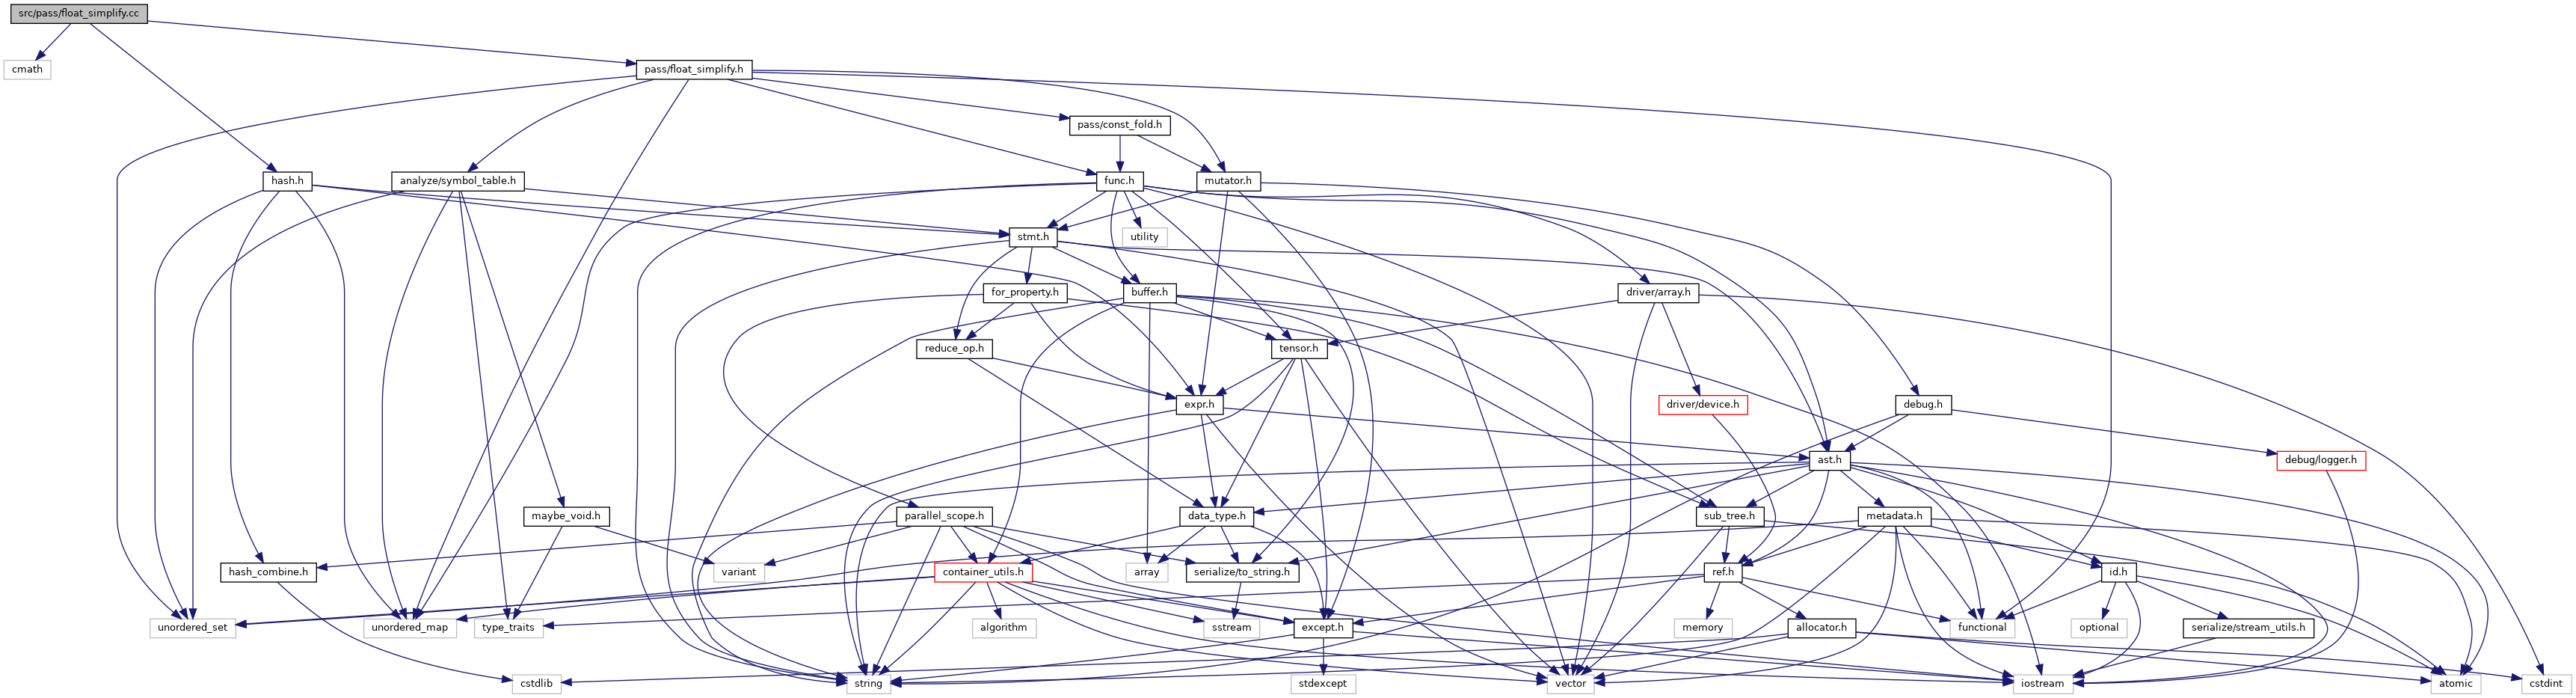 src/pass/float_simplify.cc
cmath
pass/float_simplify.h
pass/const_fold.h
hash.h
analyze/symbol_table.h
func.h
mutator.h
stmt.h
utility
for_property.h
buffer.h
driver/array.h
reduce_op.h
tensor.h
expr.h
driver/device.h
debug.h
ast.h
debug/logger.h
maybe_void.h
parallel_scope.h
data_type.h
sub_tree.h
metadata.h
hash_combine.h
variant
container_utils.h
array
serialize/to_string.h
ref.h
id.h
unordered_set
unordered_map
type_traits
algorithm
sstream
except.h
memory
allocator.h
functional
optional
serialize/stream_utils.h
cstdlib
string
stdexcept
vector
iostream
atomic
cstdint